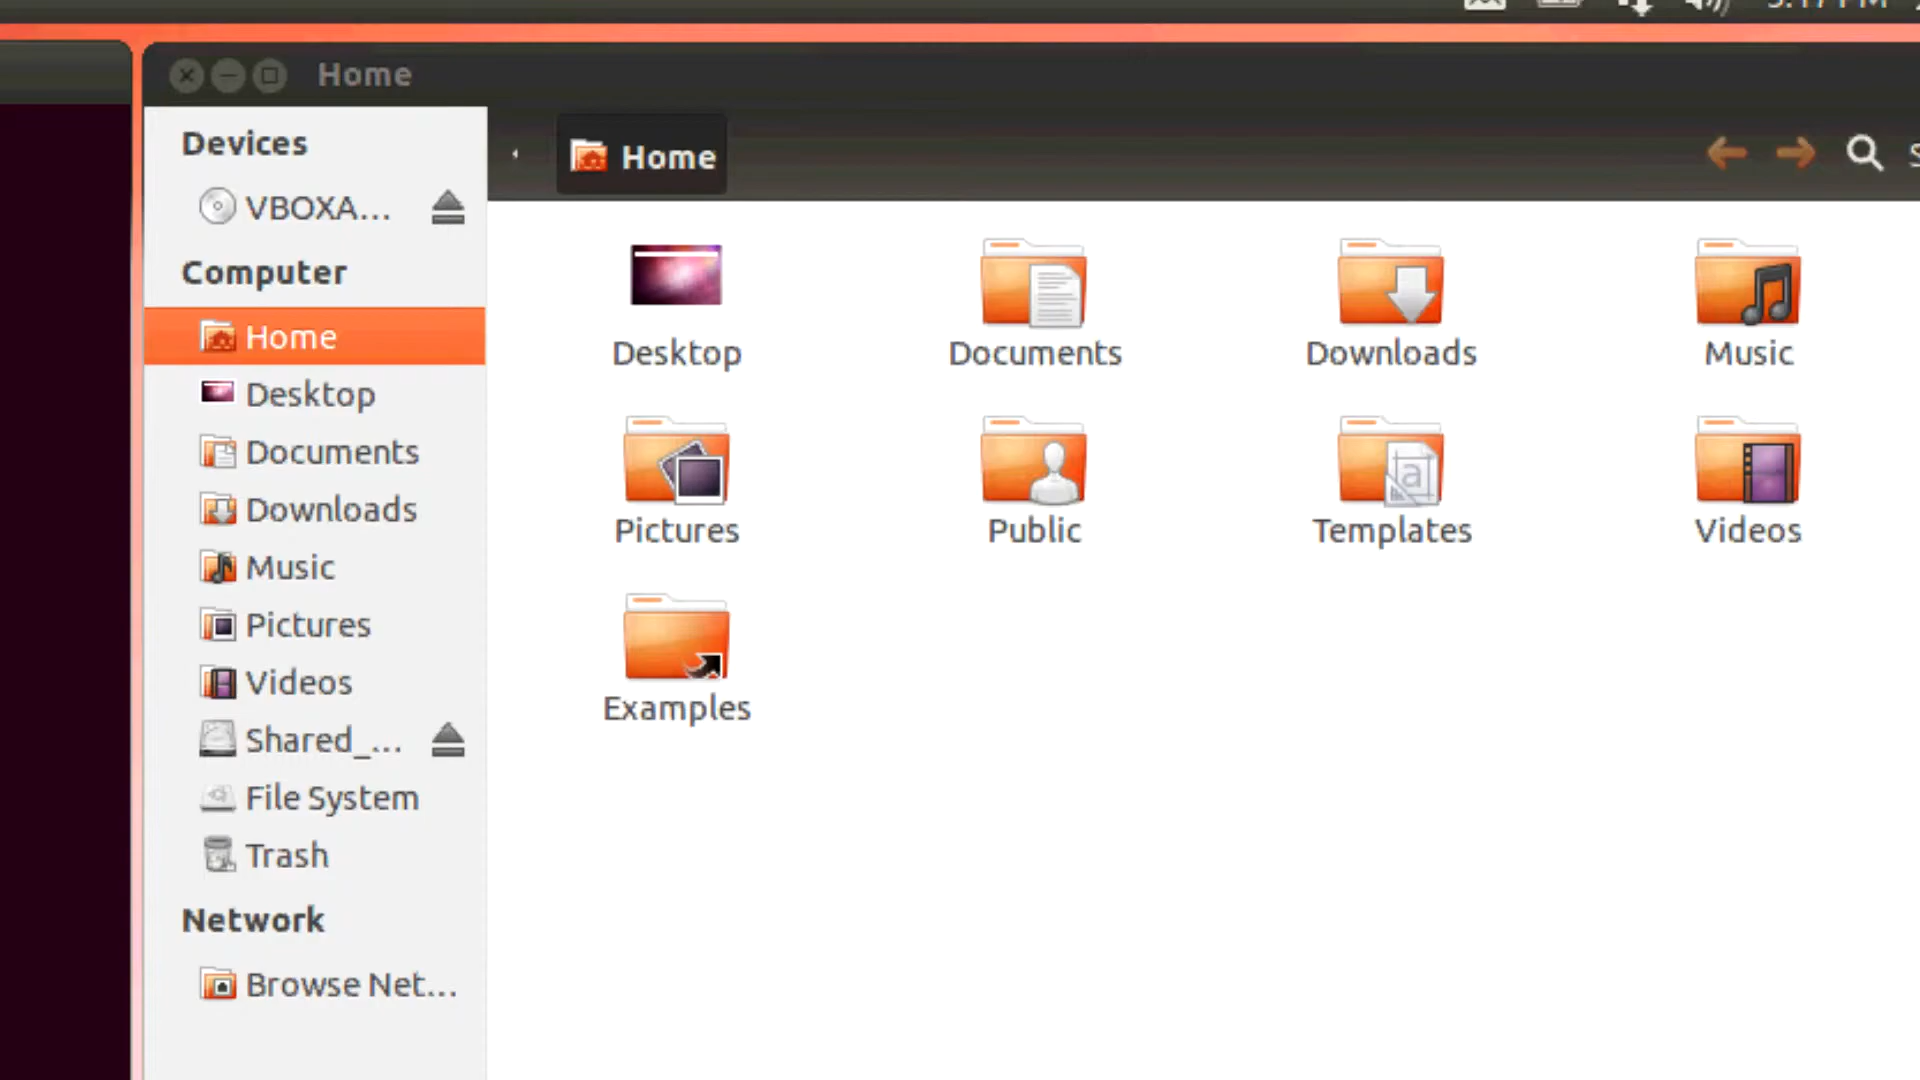 Home
Devices
VBOXA...
Computer
Home
Desktop
Documents
Downloads
Music
Pictures
Videos
Shared_...
File System
Trash
Network
Browse Net...
Home
Desktop
Documents
Downloads
Music
Pictures
Public
Templates
Videos
Examples